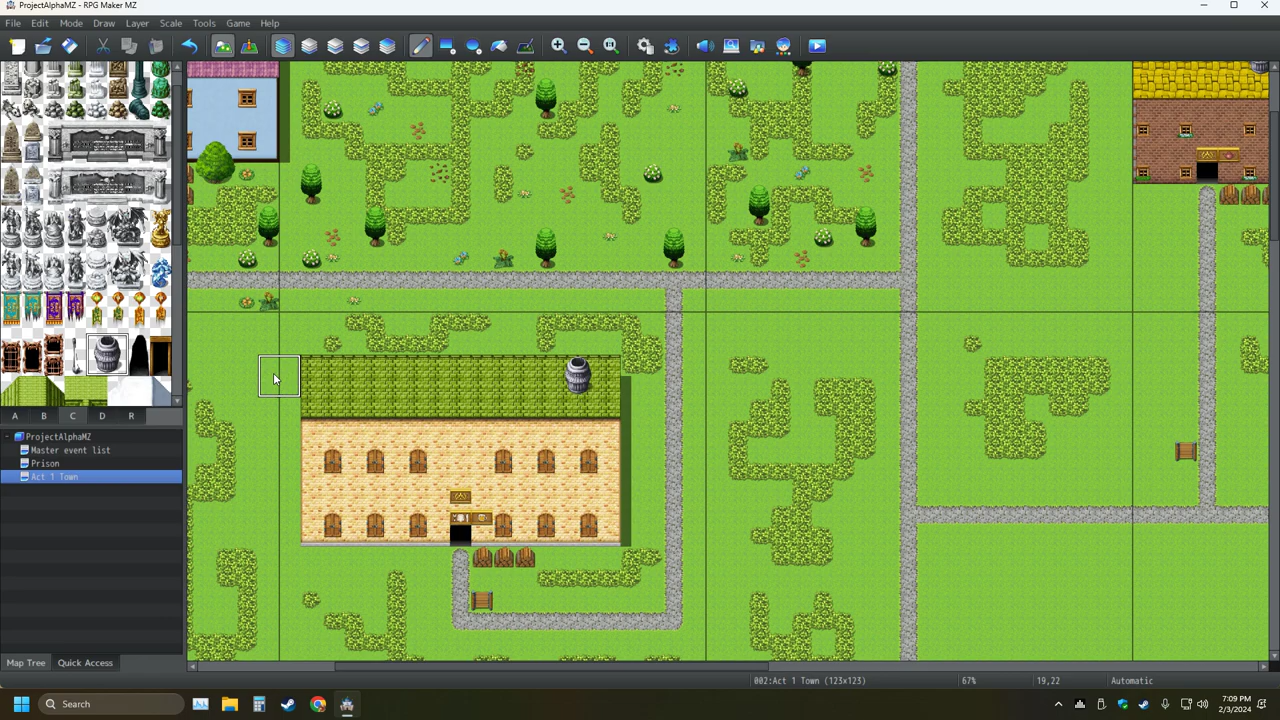 ProjectAlphaMZ - RPG Maker MZ
File Edit Mode Draw Layer Scale Tools Game Help
A B C D R
ProjectAlphaMZ
Master event list
Prison
Act 1 Town
Map Tree Quick Access
002:Act 1 Town (123x123) 67% 19,22 Automatic
Search
7:09 PM
2/3/2024